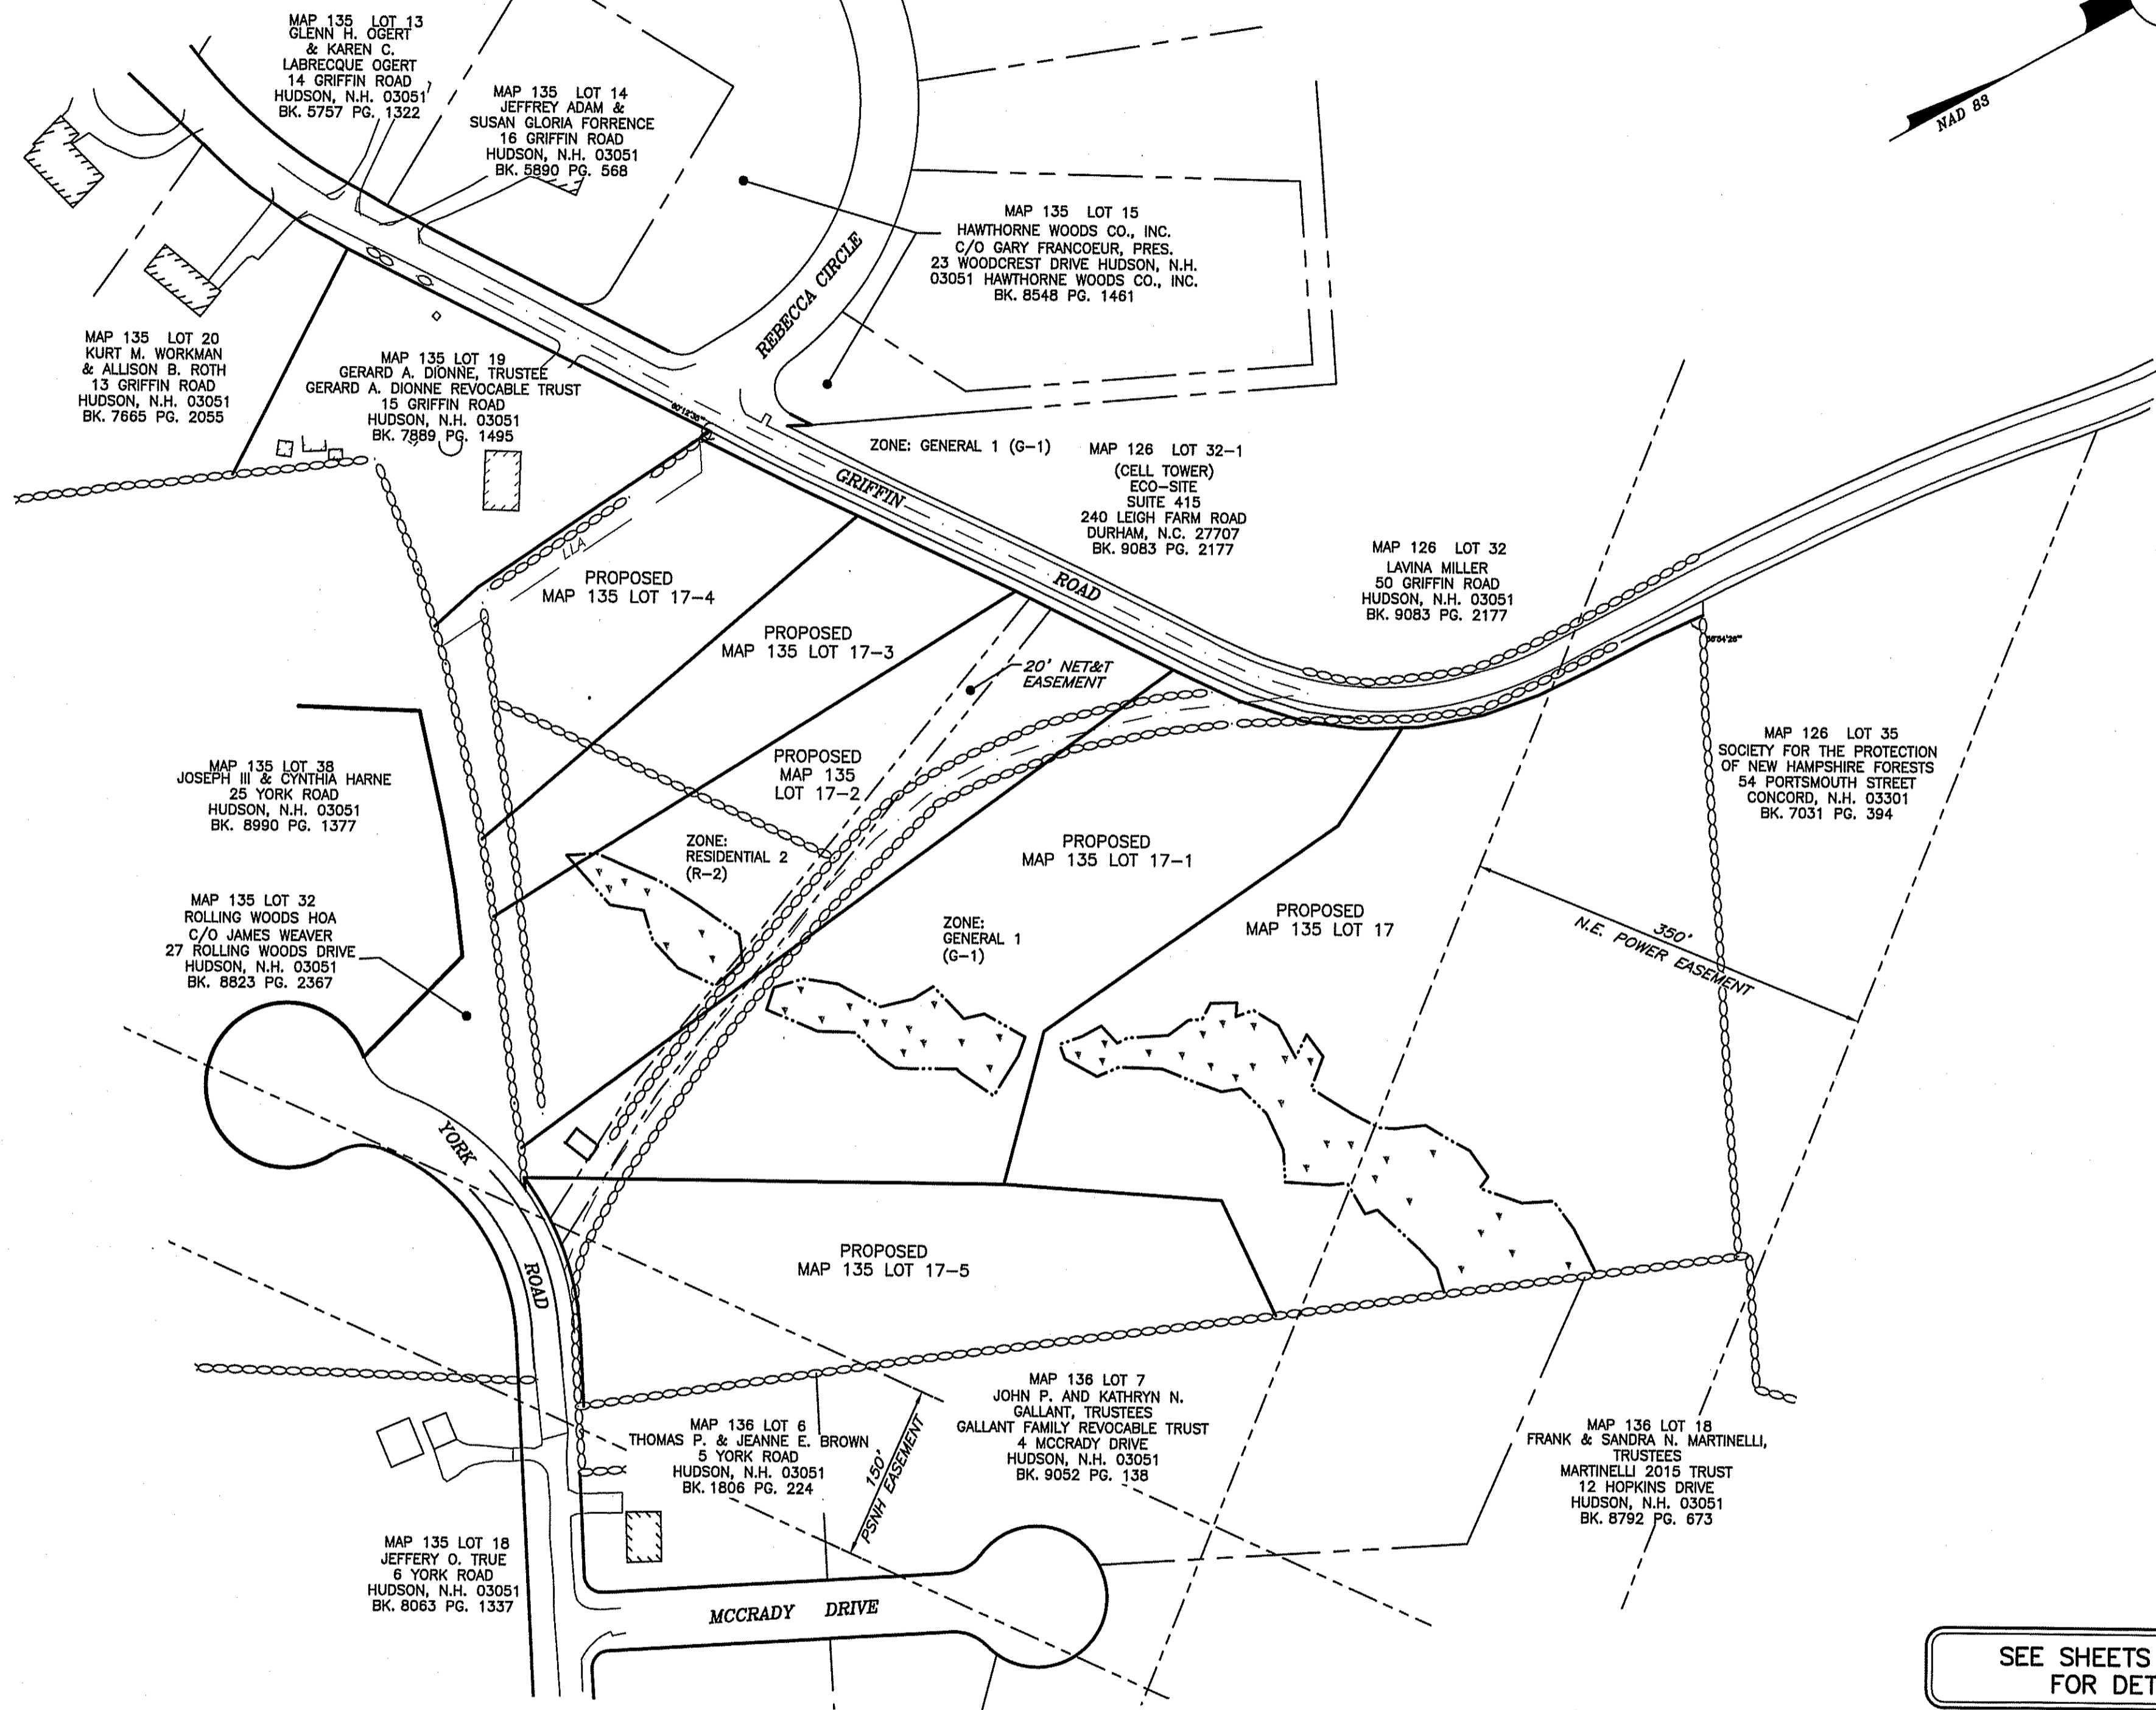 MAP 135 LOT 13
GLENN H. OGERT
& KAREN C.
LABRECQUE OGERT
14 GRIFFIN ROAD
HUDSON, N.H. 03051
BK. 5757 PG. 1322
MAP 135 LOT 14
JEFFREY ADAM &
SUSAN GLORIA FORRENCE
16 GRIFFIN ROAD
HUDSON, N.H. 03051
BK. 5890 PG. 568
NAD 83
MAP 135 LOT 15
HAWTHORNE WOODS CO., INC.
C/O GARY FRANCOEUR, PRES.
23 WOODCREST DRIVE HUDSON, N.H.
03051 HAWTHORNE WOODS CO., INC.
BK. 8548 PG. 1461
REBECCA CIRCLE
MAP 135 LOT 20
KURT M. WORKMAN
& ALLISON B. ROTH
13 GRIFFIN ROAD
HUDSON, N.H. 03051
BK. 7665 PG. 2055
MAP 135 LOT 19
GERARD A. DIONNE, TRUSTEE
GERARD A. DIONNE REVOCABLE TRUST
15 GRIFFIN ROAD
HUDSON, N.H. 03051
BK. 7889 PG. 1495
ZONE: GENERAL 1 (G-1)
MAP 126 LOT 32-1
(CELL TOWER)
ECO-SITE
SUITE 415
240 LEIGH FARM ROAD
DURHAM, N.C. 27707
BK. 9083 PG. 2177
GRIFFIN
ROAD
MAP 126 LOT 32
LAVINA MILLER
50 GRIFFIN ROAD
HUDSON, N.H. 03051
BK. 9083 PG. 2177
LLA
PROPOSED
MAP 135 LOT 17-4
PROPOSED
MAP 135 LOT 17-3
20' NET&T
EASEMENT
PROPOSED
MAP 135
LOT 17-2
MAP 126 LOT 35
SOCIETY FOR THE PROTECTION
OF NEW HAMPSHIRE FORESTS
54 PORTSMOUTH STREET
CONCORD, N.H. 03301
BK. 7031 PG. 394
MAP 135 LOT 38
JOSEPH III & CYNTHIA HARNE
25 YORK ROAD
HUDSON, N.H. 03051
BK. 8990 PG. 1377
ZONE:
RESIDENTIAL 2
(R-2)
PROPOSED
MAP 135 LOT 17-1
MAP 135 LOT 32
ROLLING WOODS HOA
C/O JAMES WEAVER
27 ROLLING WOODS DRIVE
HUDSON, N.H. 03051
BK. 8823 PG. 2367
ZONE:
GENERAL 1
(G-1)
PROPOSED
MAP 135 LOT 17
350'
N.E. POWER EASEMENT
YORK
ROAD
PROPOSED
MAP 135 LOT 17-5
MAP 136 LOT 6
THOMAS P. & JEANNE E. BROWN
5 YORK ROAD
HUDSON, N.H. 03051
BK. 1806 PG. 224
150'
PSNH EASEMENT
MAP 136 LOT 7
JOHN P. AND KATHRYN N.
GALLANT, TRUSTEES
GALLANT FAMILY REVOCABLE TRUST
4 MCCRADY DRIVE
HUDSON, N.H. 03051
BK. 9052 PG. 138
MAP 136 LOT 18
FRANK & SANDRA N. MARTINELLI,
TRUSTEES
MARTINELLI 2015 TRUST
12 HOPKINS DRIVE
HUDSON, N.H. 03051
BK. 8792 PG. 673
MAP 135 LOT 18
JEFFERY O. TRUE
6 YORK ROAD
HUDSON, N.H. 03051
BK. 8063 PG. 1337
MCCRADY DRIVE
SEE SHEETS
FOR DET